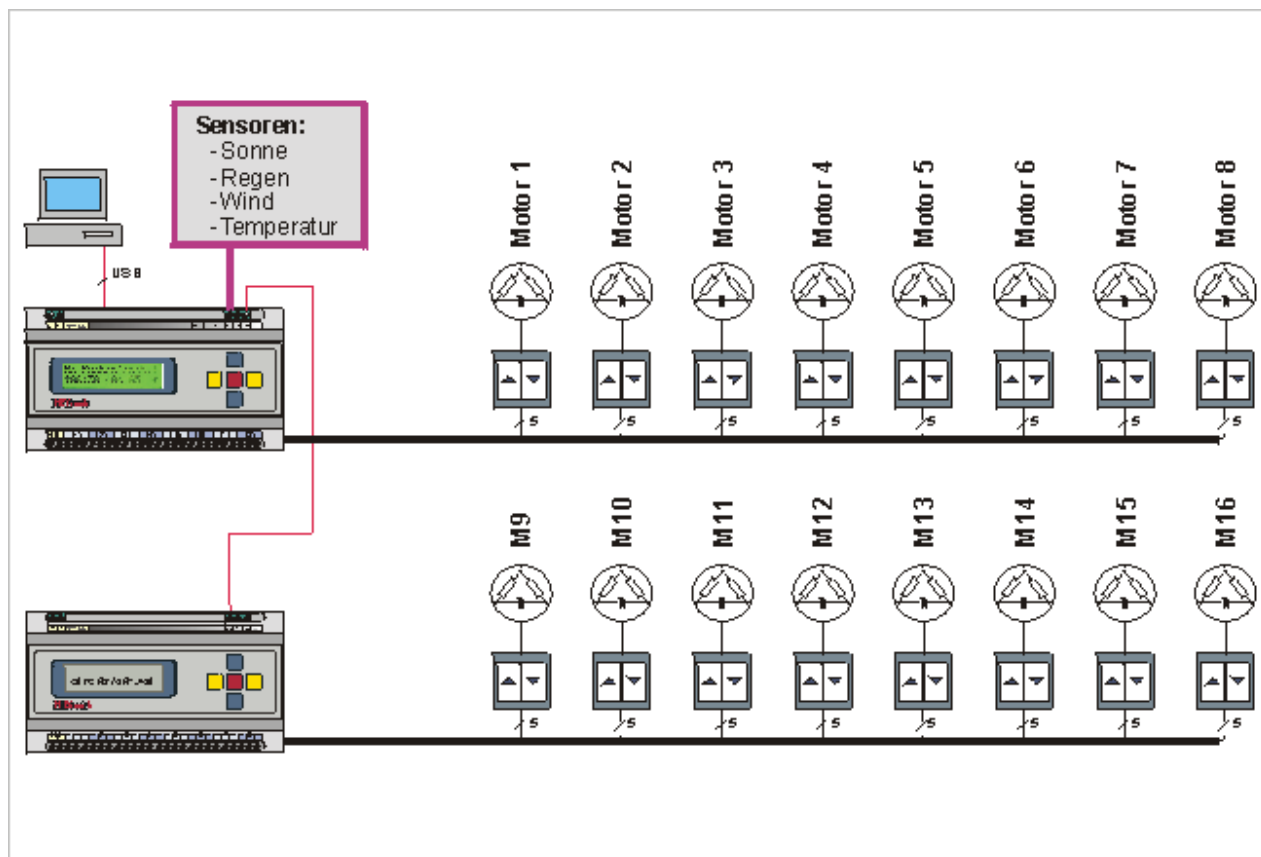 Sensoren:
-Sonne
-Regen
-Wind
-Temperatur
USB
Motor 1
Motor 2
Motor 3
Motor 4
Motor 5
Motor 6
Motor 7
Motor 8
5
5
5
5
5
5
5
5
M9
M10
M11
M12
M13
M14
M15
M16
5
5
5
5
5
5
5
5